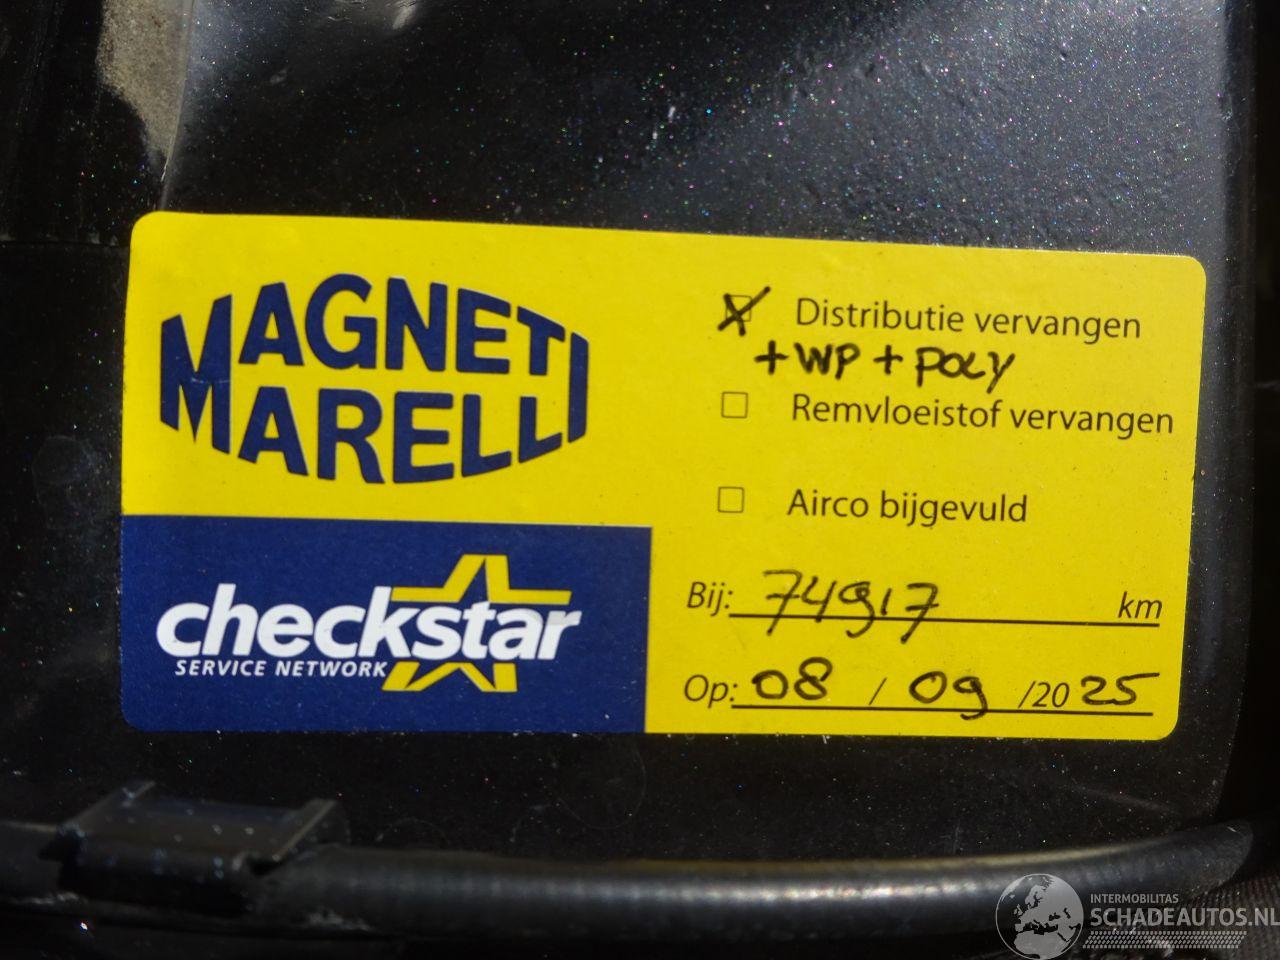 MAGNETI
MARELLI
checkstar
SERVICE NETWORK
Distributie vervangen
+ WP + POLY
Remvloeistof vervangen
Airco bijgevuld
Bij: 74917 km
Op: 08 / 09 /2025
INTERMOBILITAS
SCHADEAUTOS.NL